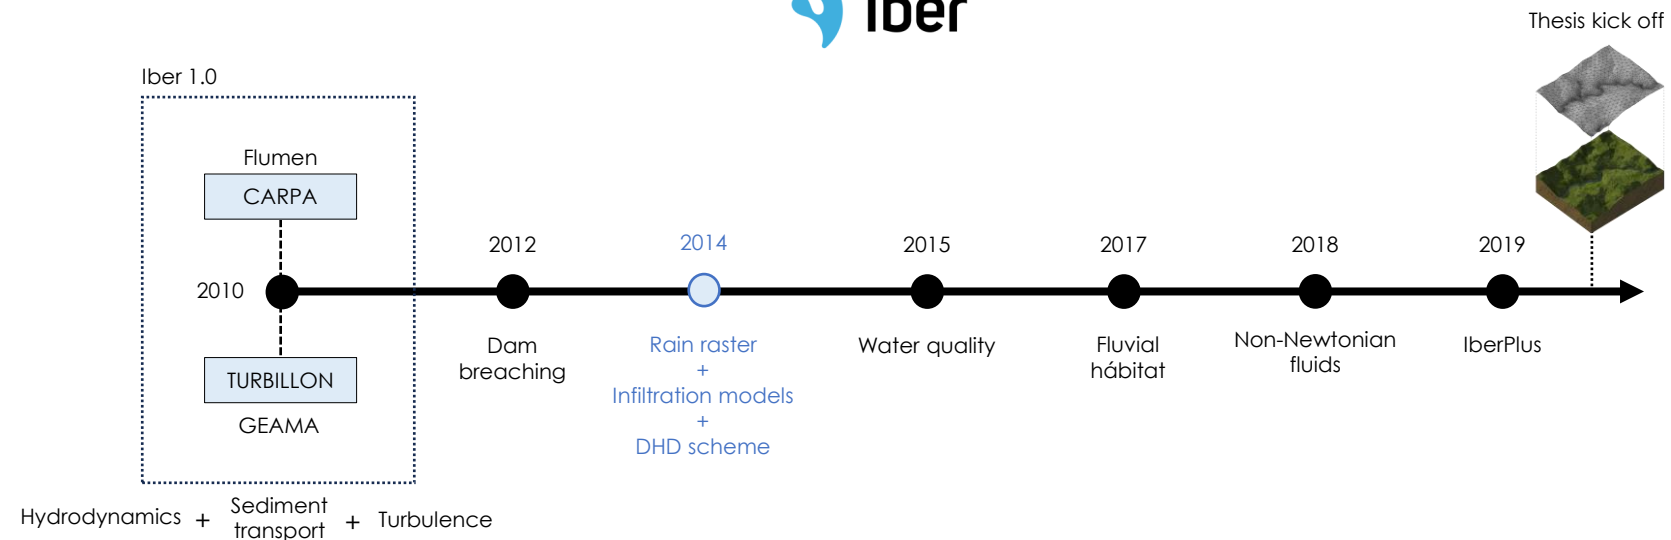 Iber
Thesis kick off
Iber 1.0
Flumen
CARPA
2010
TURBILLON
GEAMA
Hydrodynamics + Sediment
transport + Turbulence
2012
Dam
breaching
2014
Rain raster
+
Infiltration models
+
DHD scheme
2015
Water quality
2017
Fluvial
hábitat
2018
Non-Newtonian
fluids
2019
IberPlus